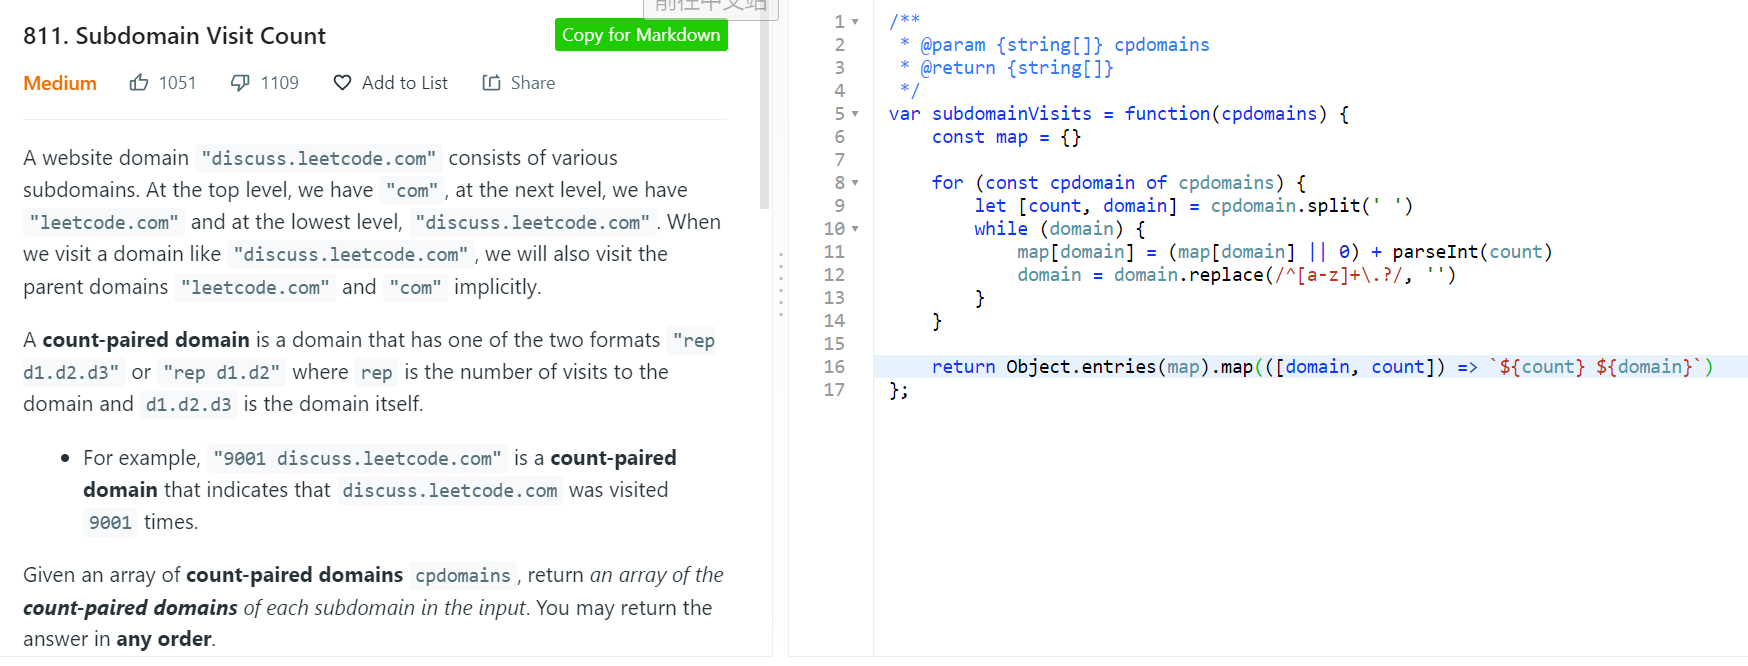 前往中文站
811. Subdomain Visit Count
Copy for Markdown
Medium 1051 1109 Add to List Share
A website domain "discuss.leetcode.com" consists of various
subdomains. At the top level, we have "com", at the next level, we have
"leetcode.com" and at the lowest level, "discuss.leetcode.com". When
we visit a domain like "discuss.leetcode.com", we will also visit the
parent domains "leetcode.com" and "com" implicitly.
A count-paired domain is a domain that has one of the two formats "rep
d1.d2.d3" or "rep d1.d2" where rep is the number of visits to the
domain and d1.d2.d3 is the domain itself.
• For example, "9001 discuss.leetcode.com" is a count-paired
domain that indicates that discuss.leetcode.com was visited
9001 times.
Given an array of count-paired domains cpdomains, return an array of the
count-paired domains of each subdomain in the input. You may return the
answer in any order.
1 /**
2 * @param {string[]} cpdomains
3 * @return {string[]}
4 */
5 var subdomainVisits = function(cpdomains) {
6 const map = {}
7
8 for (const cpdomain of cpdomains) {
9 let [count, domain] = cpdomain.split(' ')
10 while (domain) {
11 map[domain] = (map[domain] || 0) + parseInt(count)
12 domain = domain.replace(/^[a-z]+\.?/, '')
13 }
14 }
15
16 return Object.entries(map).map(([domain, count]) => `${count} ${domain}`)
17 };